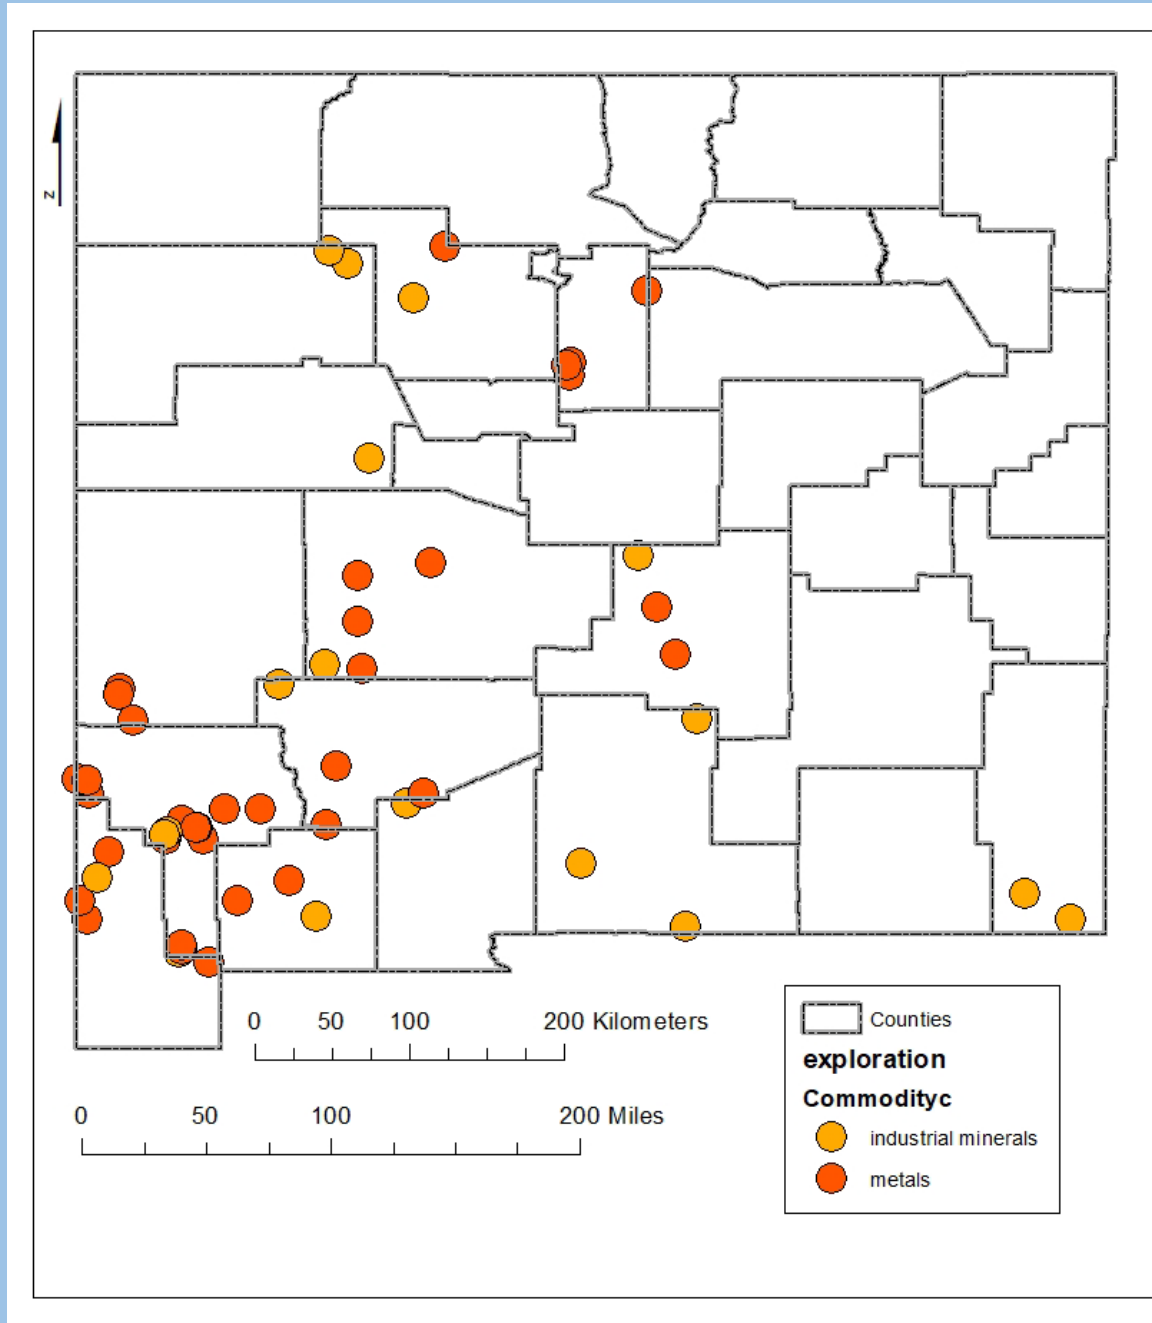 N
0 50 100 200 Kilometers
0 50 100 200 Miles
Counties
exploration
Commodityc
industrial minerals
metals